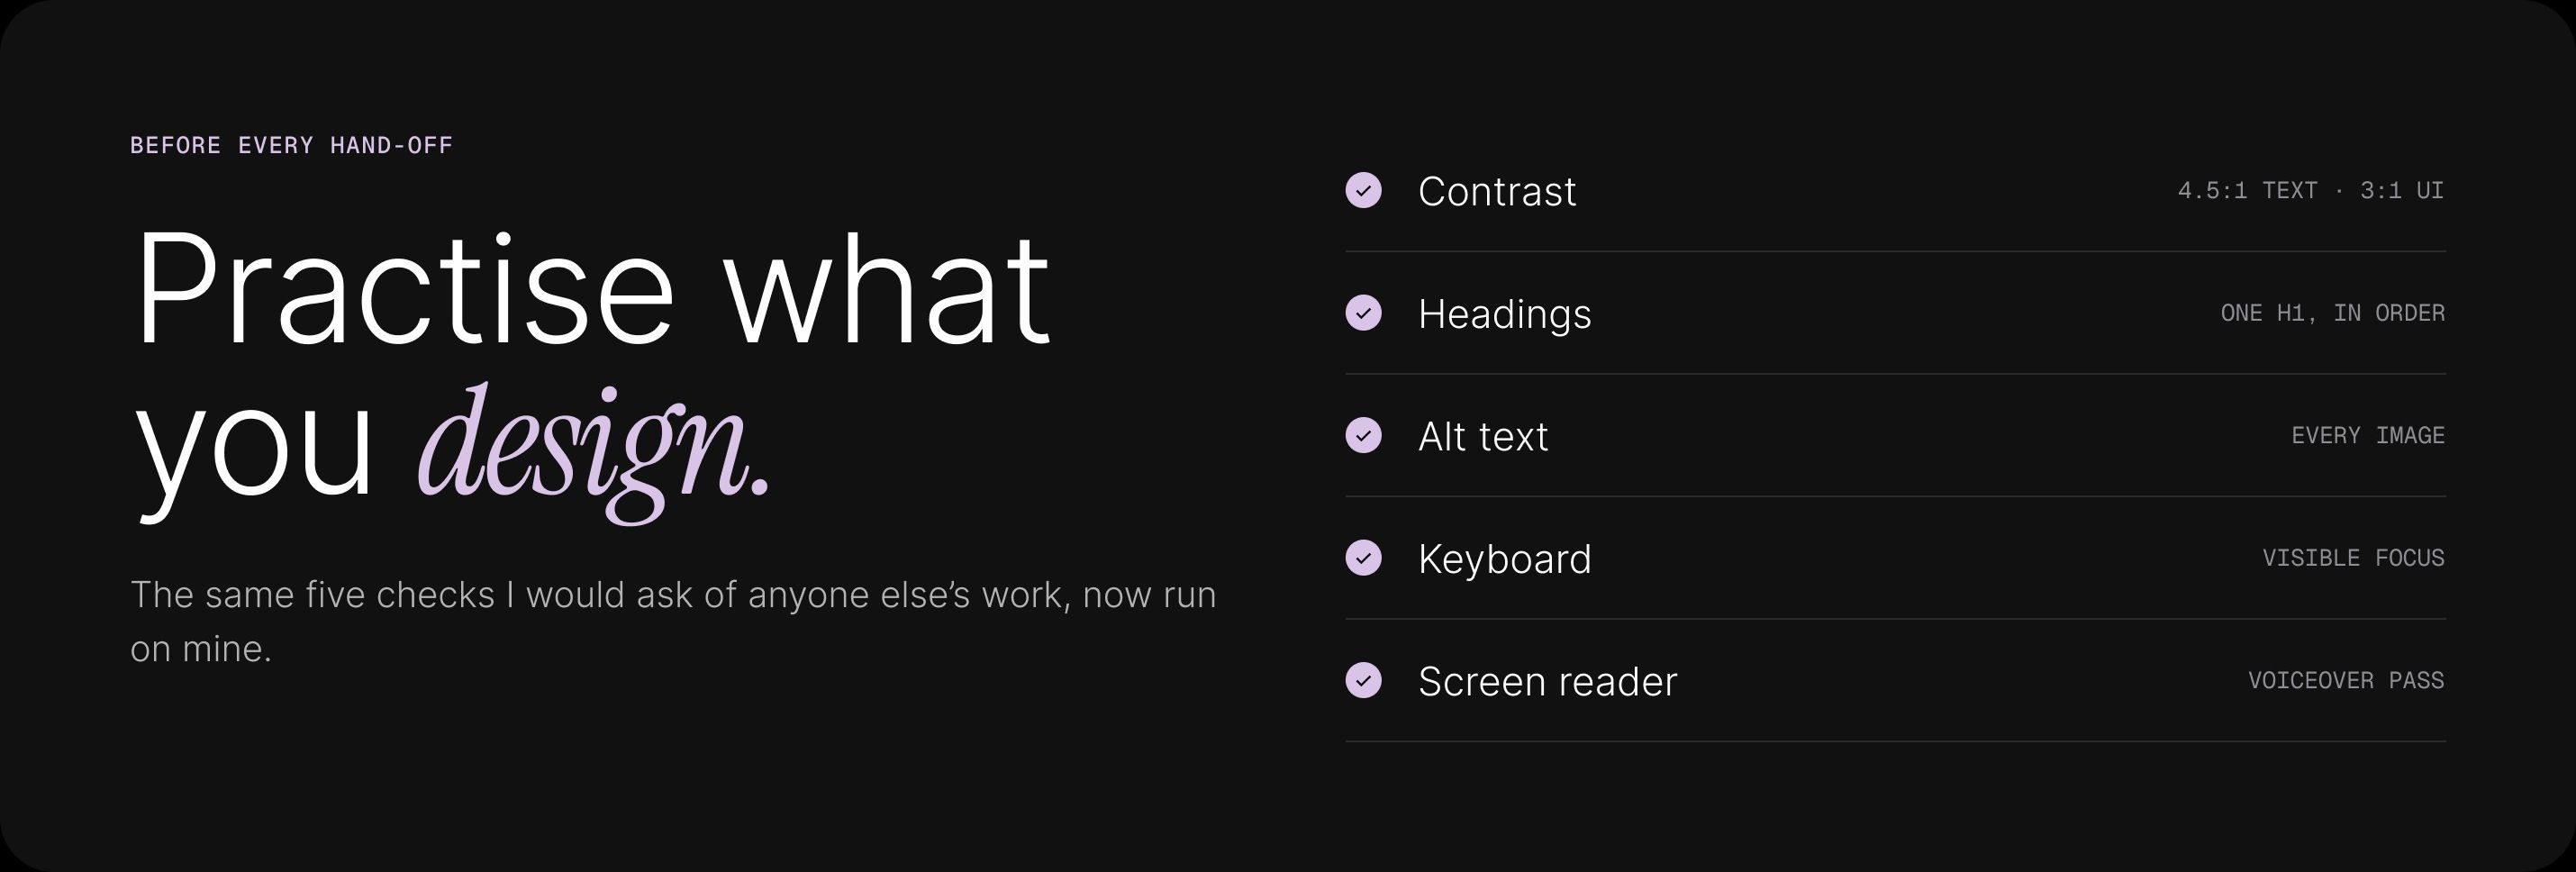 BEFORE EVERY HAND-OFF
Practise what
you design.
The same five checks I would ask of anyone else’s work, now run
on mine.
Contrast 4.5:1 TEXT · 3:1 UI
Headings ONE H1, IN ORDER
Alt text EVERY IMAGE
Keyboard VISIBLE FOCUS
Screen reader VOICEOVER PASS